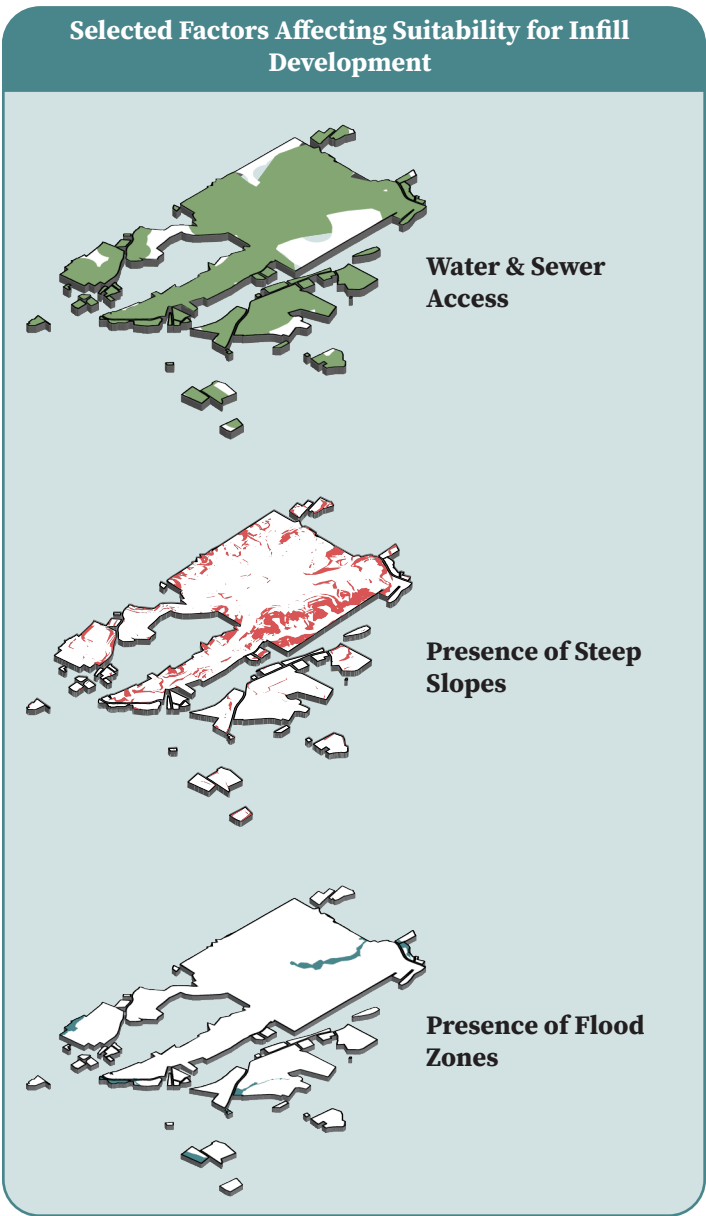 Selected Factors Affecting Suitability for Infill
Development
Water & Sewer
Access
Presence of Steep
Slopes
Presence of Flood
Zones